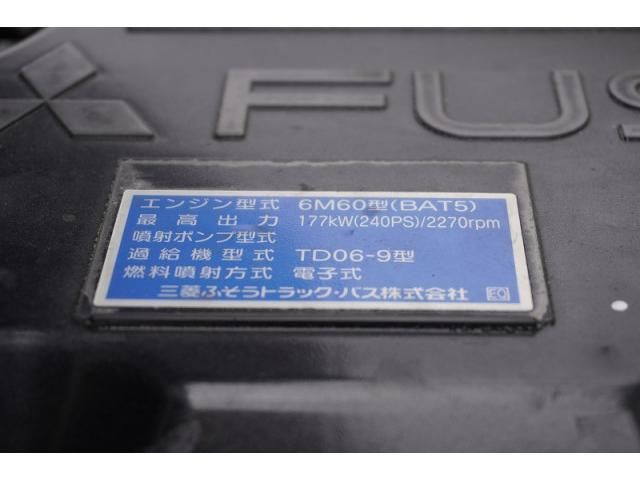 FUS
エンジン型式 6M60型(BAT5)
最高出力 177kW(240PS)/2270rpm
噴射ポンプ型式
過給機型式 TD06-9型
燃料噴射方式 電子式
三菱ふそうトラック・バス株式会社 EO